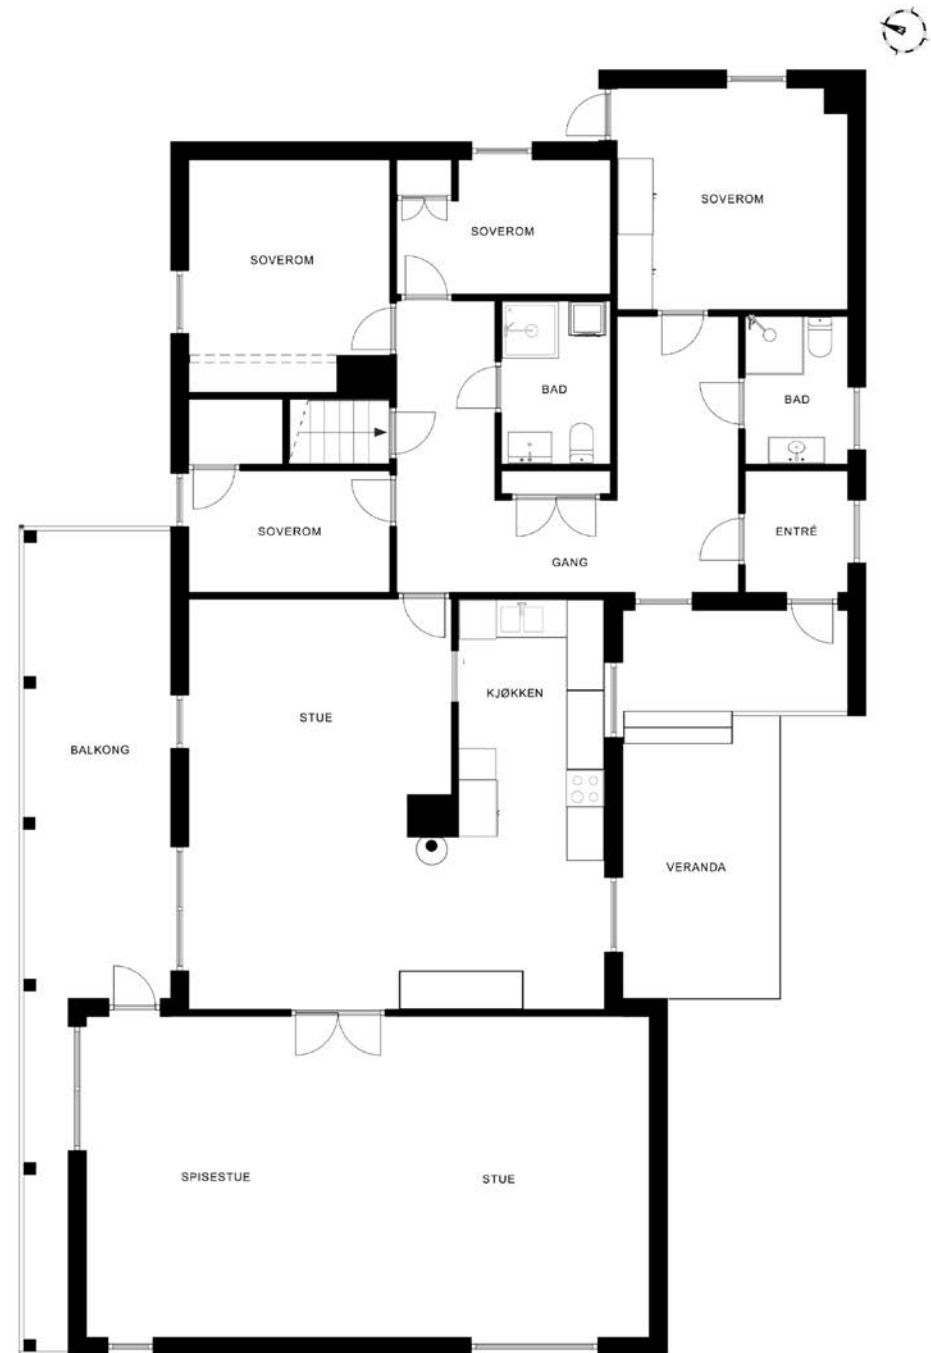 SOVEROM
SOVEROM
SOVEROM
BAD
BAD
SOVEROM
ENTRÉ
GANG
KJØKKEN
STUE
BALKONG
VERANDA
SPISESTUE
STUE